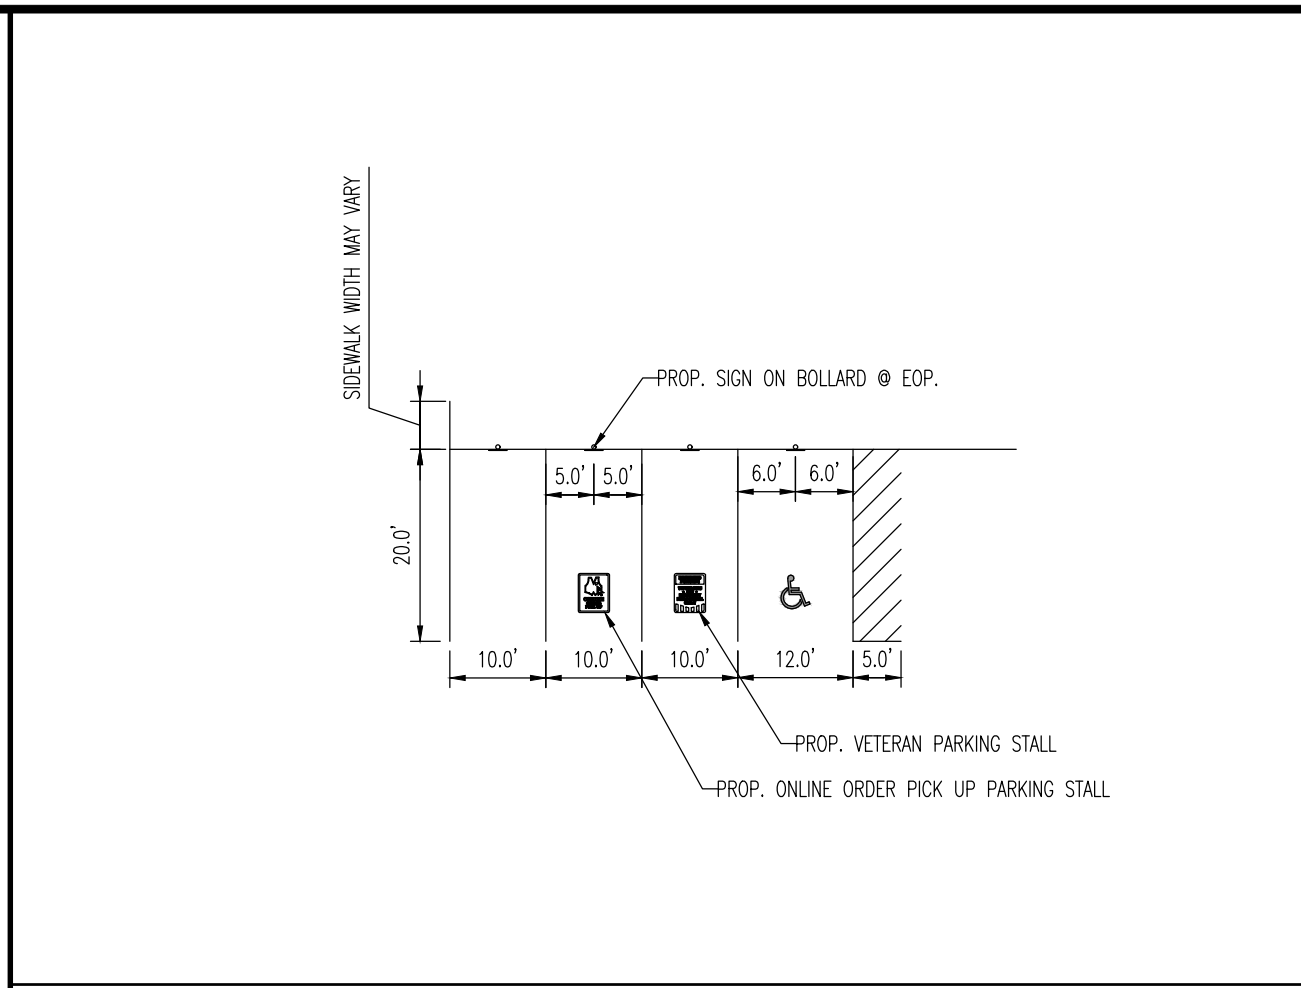 SIDEWALK WIDTH MAY VARY
PROP. SIGN ON BOLLARD @ EOP.
5.0' 5.0' 6.0' 6.0'
20.0'
10.0' 10.0' 10.0' 12.0' 5.0'
PROP. VETERAN PARKING STALL
PROP. ONLINE ORDER PICK UP PARKING STALL